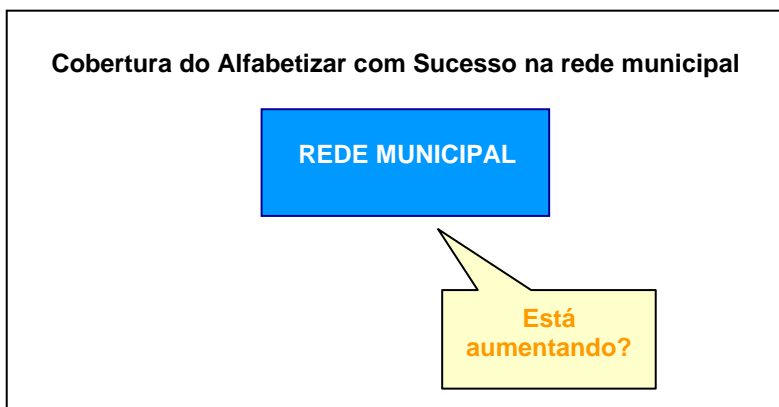 Cobertura do Alfabetizar com Sucesso na rede municipal
REDE MUNICIPAL
Está
aumentando?